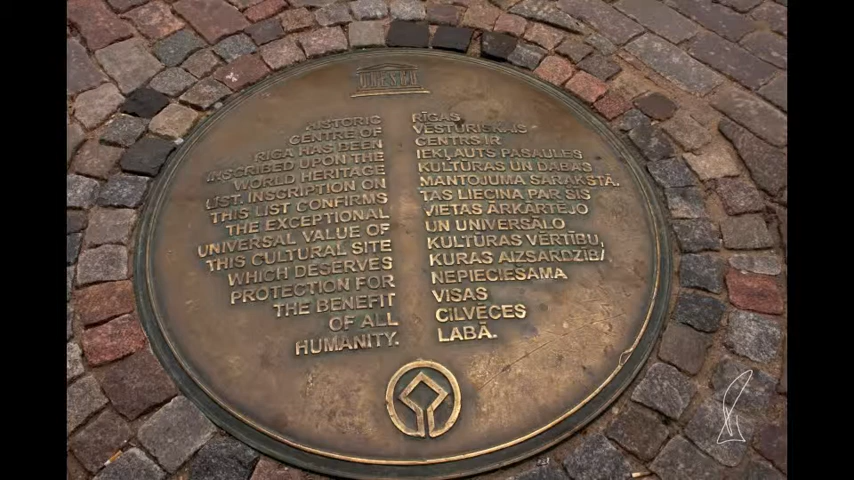 UNESCO
HISTORIC
CENTRE OF
RIGA HAS BEEN
INSCRIBED UPON THE
WORLD HERITAGE
LIST. INSCRIPTION ON
THIS LIST CONFIRMS
THE EXCEPTIONAL
UNIVERSAL VALUE OF
THIS CULTURAL SITE
WHICH DESERVES
PROTECTION FOR
THE BENEFIT
OF ALL
HUMANITY.
RĪGAS
VĒSTURISKAIS
CENTRS IR
IEKĻAUTS PASAULES
KULTŪRAS UN DABAS
MANTOJUMA SARAKSTĀ.
TAS LIECINA PAR ŠĪS
VIETAS ĀRKĀRTĒJO
UN UNIVERSĀLO
KULTŪRAS VĒRTĪBU,
KURAS AIZSARDZĪBA
NEPIECIEŠAMA
VISAS
CILVĒCES
LABĀ.